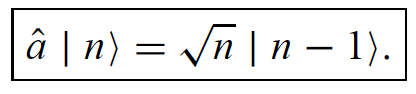 â | n⟩ = √n | n − 1⟩.